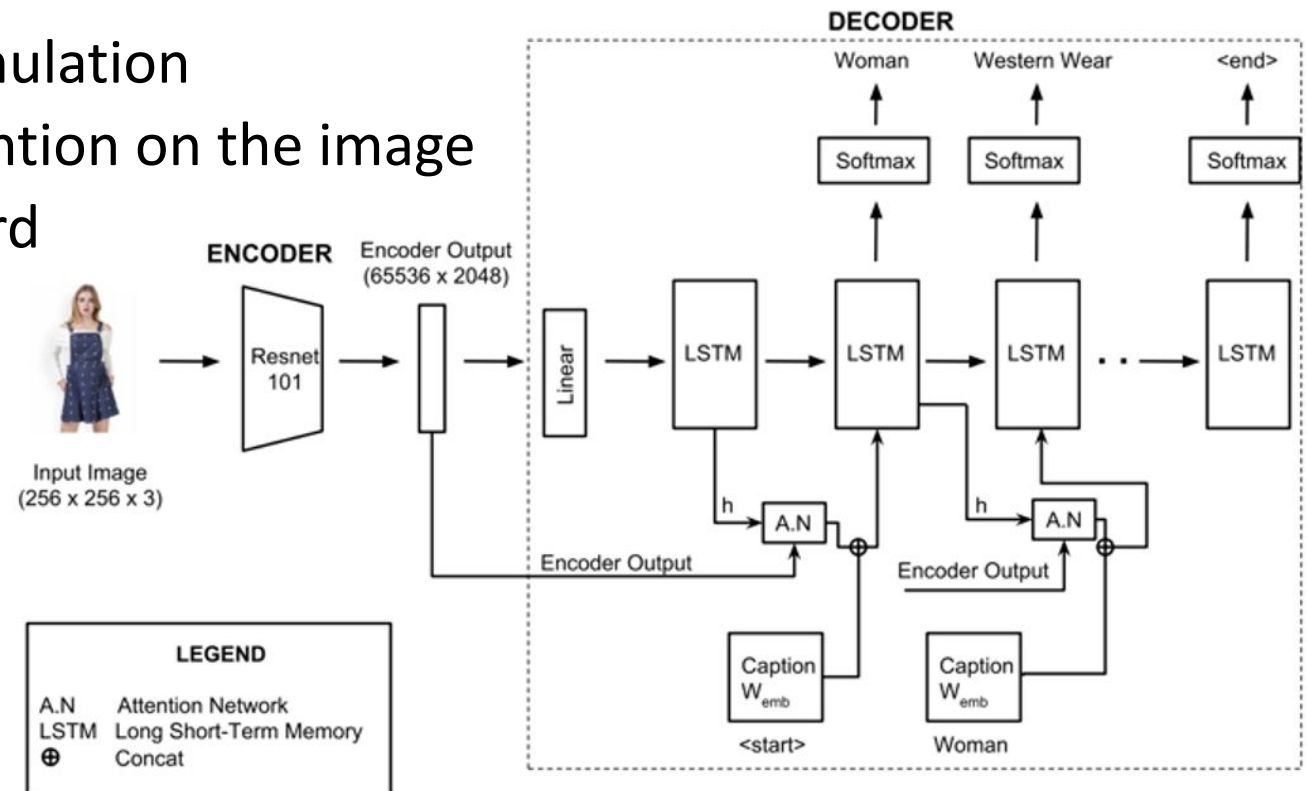 nulation
ntion on the image
rd
DECODER
Woman
Western Wear
<end>
Softmax
Softmax
Softmax
ENCODER
Encoder Output
(65536 x 2048)
Resnet
101
Linear
LSTM
LSTM
LSTM
LSTM
Input Image
(256 x 256 x 3)
h
A.N
h
A.N
Encoder Output
Encoder Output
Caption
Wemb
<start>
Caption
Wemb
Woman
LEGEND
A.N Attention Network
LSTM Long Short-Term Memory
⊕ Concat